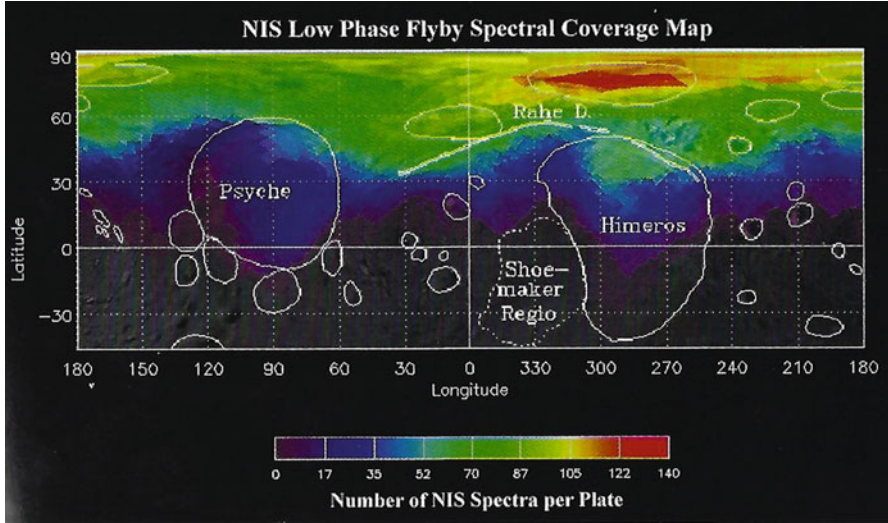 NIS Low Phase Flyby Spectral Coverage Map
90
60
30
0
−30
Latitude
Rahe D.
Psyche
Himeros
Shoe-
maker
Regio
180 150 120 90 60 30 0 330 300 270 240 210 180
Longitude
0 17 35 52 70 87 105 122 140
Number of NIS Spectra per Plate